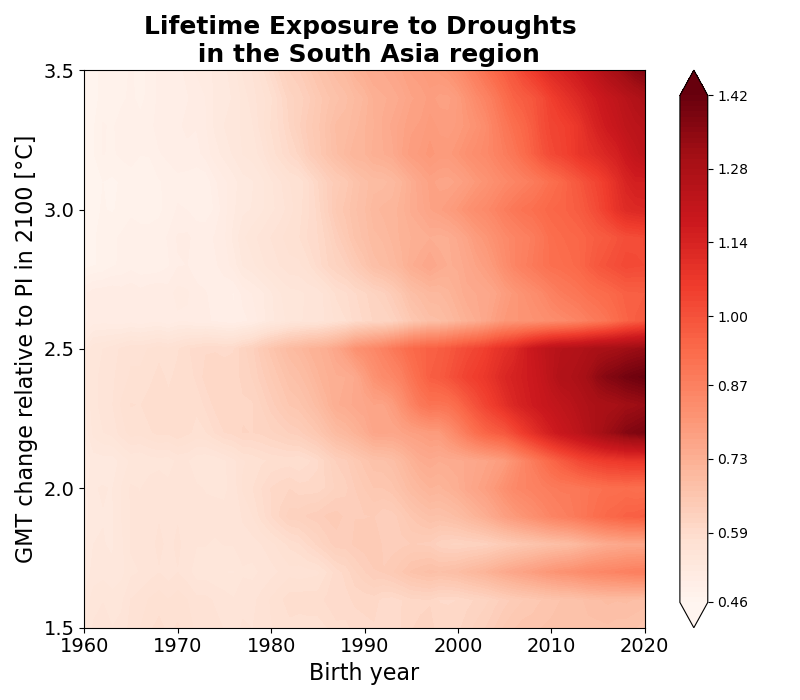 Lifetime Exposure to Droughts
in the South Asia region
GMT change relative to PI in 2100 [°C]
3.5
3.0
2.5
2.0
1.5
1960 1970 1980 1990 2000 2010 2020
Birth year
1.42
1.28
1.14
1.00
0.87
0.73
0.59
0.46